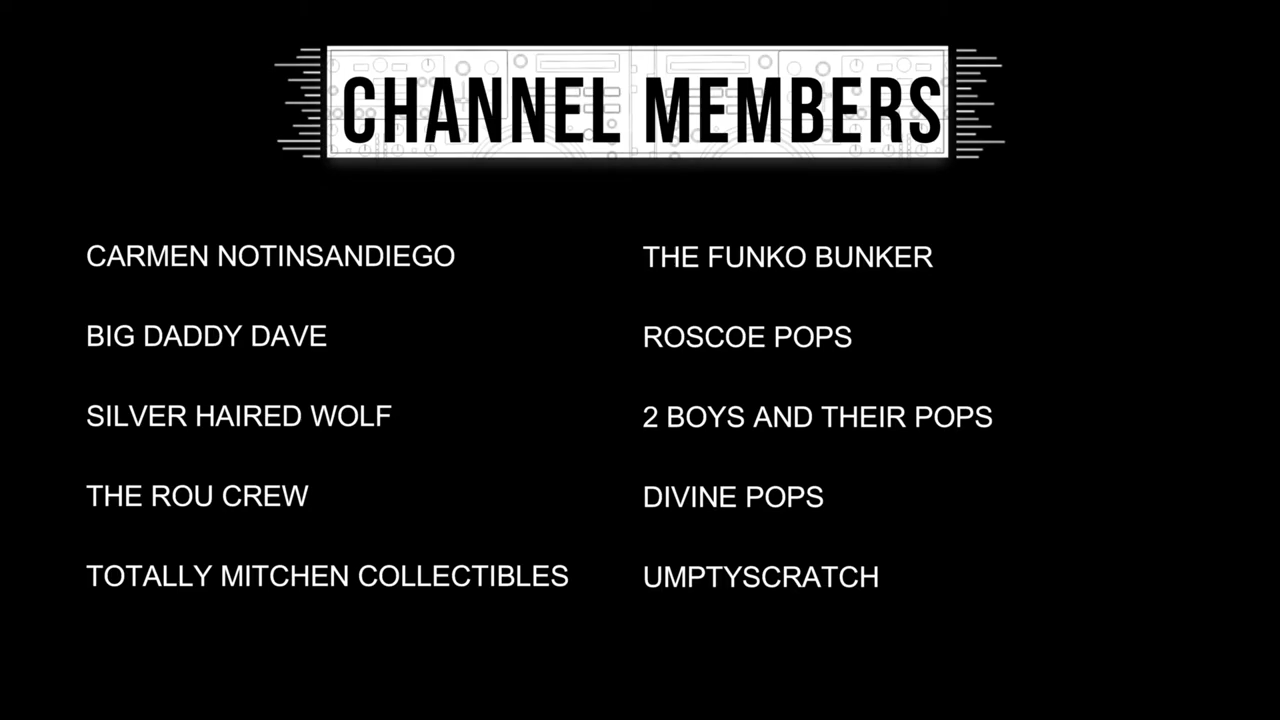 CHANNEL MEMBERS
CARMEN NOTINSANDIEGO
BIG DADDY DAVE
SILVER HAIRED WOLF
THE ROU CREW
TOTALLY MITCHEN COLLECTIBLES
THE FUNKO BUNKER
ROSCOE POPS
2 BOYS AND THEIR POPS
DIVINE POPS
UMPTYSCRATCH